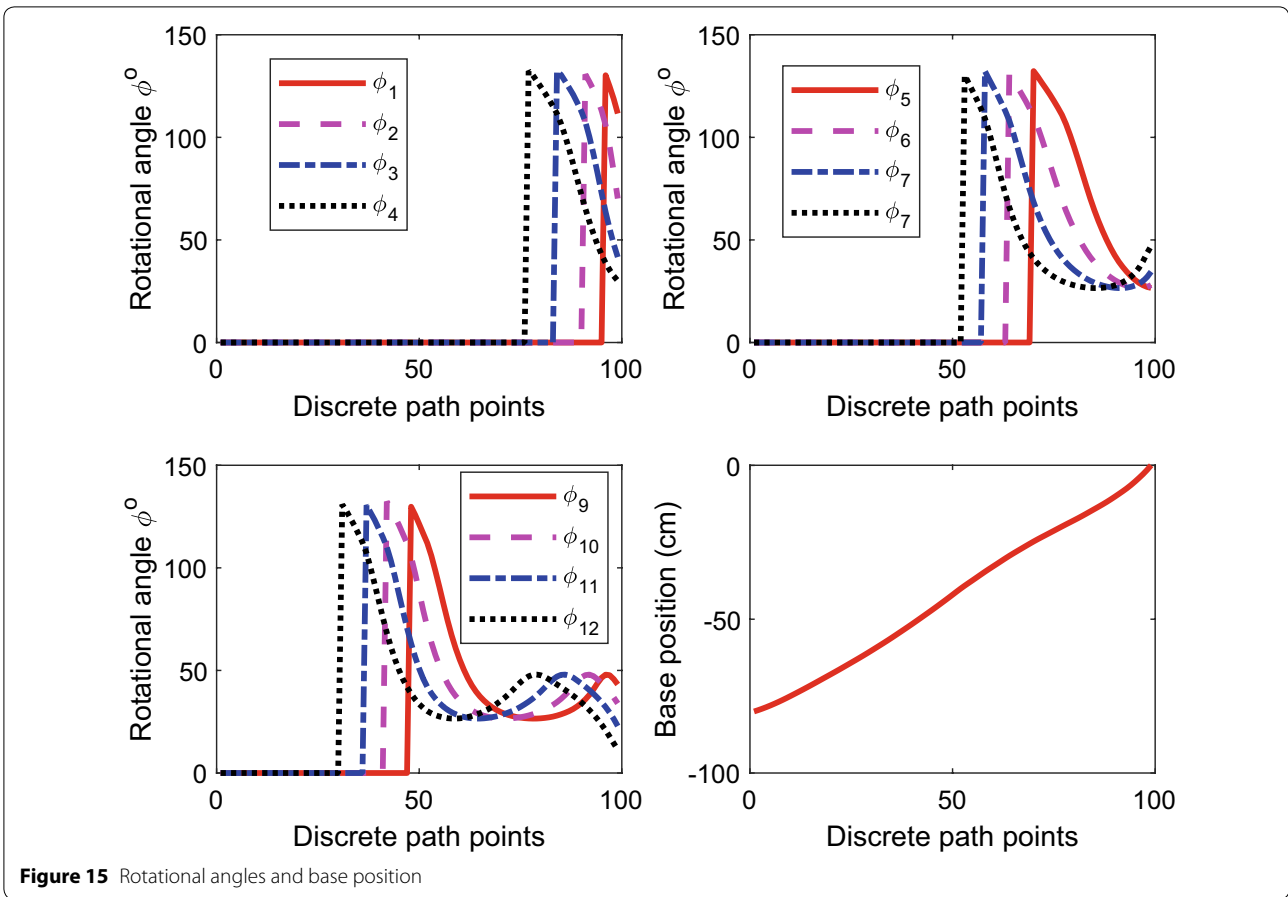 150
100
50
0
Rotational angle ϕ°
ϕ1
ϕ2
ϕ3
ϕ4
0 50 100
Discrete path points
150
100
50
0
Rotational angle ϕ°
ϕ5
ϕ6
ϕ7
ϕ7
0 50 100
Discrete path points
150
100
50
0
Rotational angle ϕ°
ϕ9
ϕ10
ϕ11
ϕ12
0 50 100
Discrete path points
0
-50
-100
Base position (cm)
0 50 100
Discrete path points
Figure 15 Rotational angles and base position